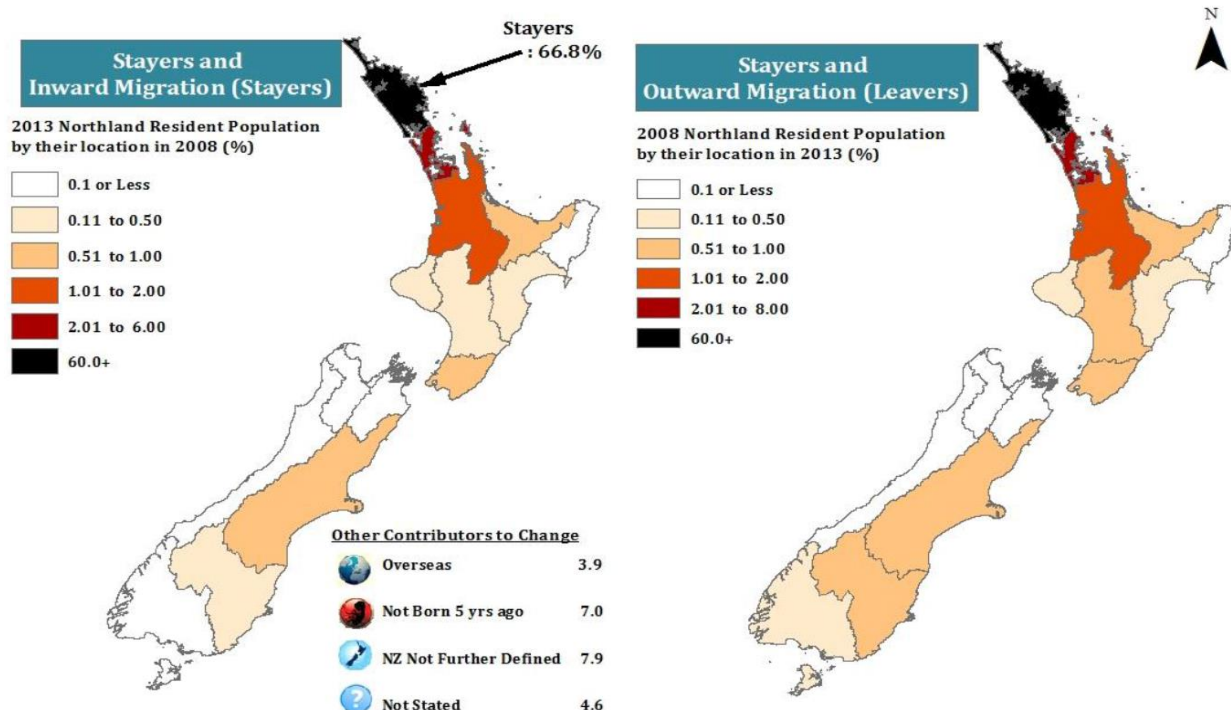 Stayers and
Inward Migration (Stayers)
Stayers
: 66.8%
2013 Northland Resident Population
by their location in 2008 (%)
0.1 or Less
0.11 to 0.50
0.51 to 1.00
1.01 to 2.00
2.01 to 6.00
60.0+
Other Contributors to Change
Overseas 3.9
Not Born 5 yrs ago 7.0
NZ Not Further Defined 7.9
? Not Stated 4.6
N
Stayers and
Outward Migration (Leavers)
2008 Northland Resident Population
by their location in 2013 (%)
0.1 or Less
0.11 to 0.50
0.51 to 1.00
1.01 to 2.00
2.01 to 8.00
60.0+